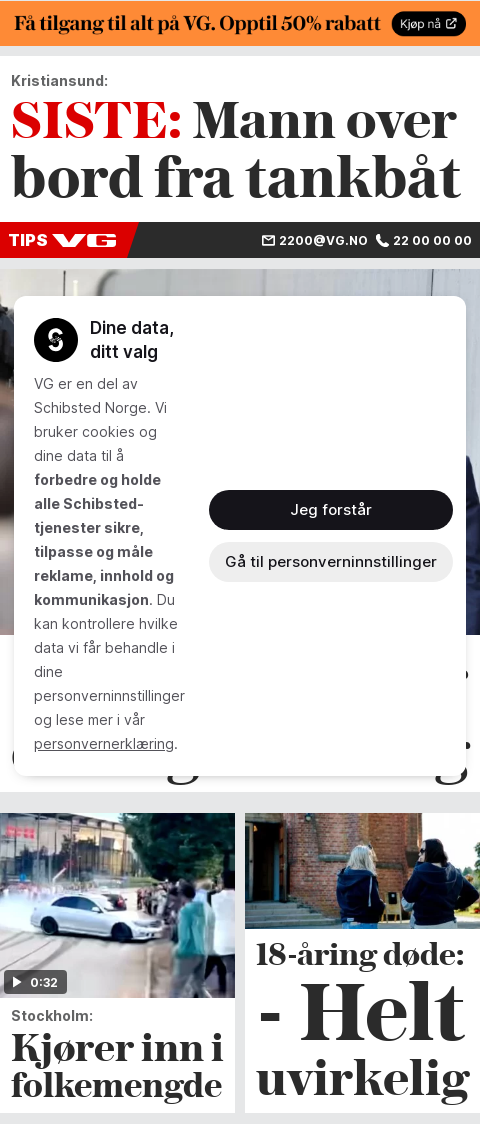 Få tilgang til alt på VG. Opptil 50% rabatt
Kjøp nå
Kristiansund:
SISTE: Mann over
bord fra tankbåt
TIPS VG
2200@VG.NO
22 00 00 00
Dine data,
ditt valg
VG er en del av
Schibsted Norge. Vi
bruker cookies og
dine data til å
forbedre og holde
alle Schibsted-
tjenester sikre,
tilpasse og måle
reklame, innhold og
kommunikasjon. Du
kan kontrollere hvilke
data vi får behandle i
dine
personverninnstillinger
og lese mer i vår
personvernerklæring.
Jeg forstår
Gå til personverninnstillinger
0:32
Stockholm:
Kjører inn i
folkemengde
18-åring døde:
- Helt
uvirkelig